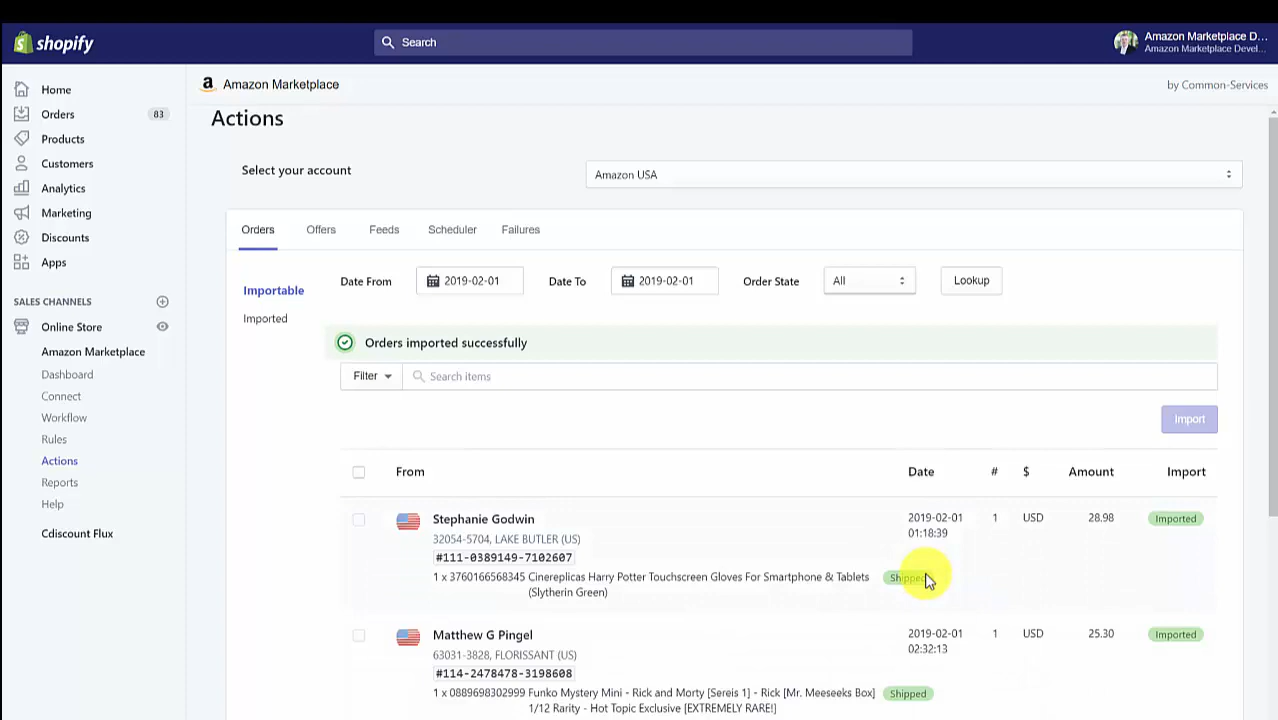 shopify
Search
Amazon Marketplace D...
Amazon Marketplace Devel...
Home
Orders 83
Products
Customers
Analytics
Marketing
Discounts
Apps
SALES CHANNELS
Online Store
Amazon Marketplace
Dashboard
Connect
Workflow
Rules
Actions
Reports
Help
Cdiscount Flux
a Amazon Marketplace
by Common-Services
Actions
Select your account
Amazon USA
Orders Offers Feeds Scheduler Failures
Importable
Imported
Date From 2019-02-01 Date To 2019-02-01 Order State All Lookup
Orders imported successfully
Filter Search items
Import
From Date # $ Amount Import
Stephanie Godwin 2019-02-01 1 USD 28.98 Imported
01:18:39
32054-5704, LAKE BUTLER (US)
#111-0389149-7102607
1 x 3760166568345 Cinereplicas Harry Potter Touchscreen Gloves For Smartphone & Tablets Shipped
(Slytherin Green)
Matthew G Pingel 2019-02-01 1 USD 25.30 Imported
02:32:13
63031-3828, FLORISSANT (US)
#114-2478478-3198608
1 x 0889698302999 Funko Mystery Mini - Rick and Morty [Sereis 1] - Rick [Mr. Meeseeks Box] Shipped
1/12 Rarity - Hot Topic Exclusive [EXTREMELY RARE!]